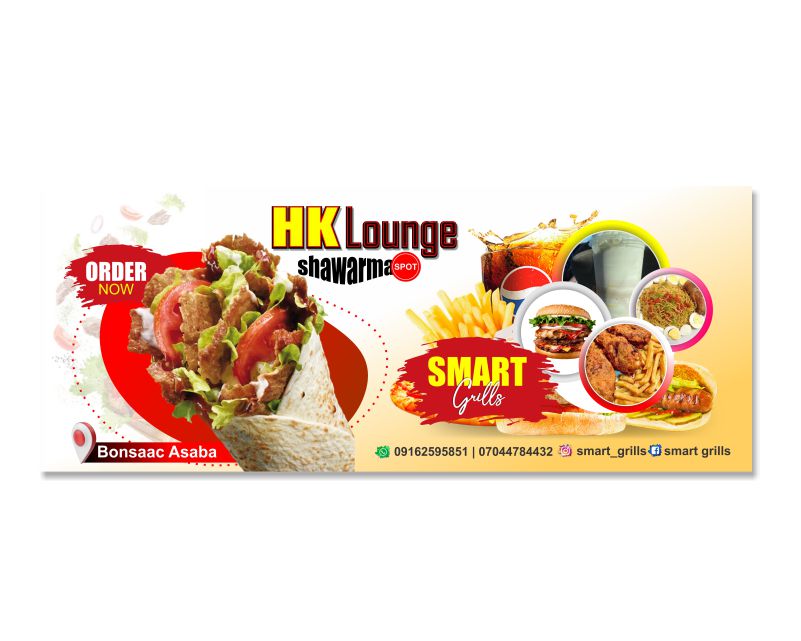 HK Lounge
shawarma SPOT
ORDER
NOW
SMART
Grills
Bonsaac Asaba
09162595851 | 07044784432 smart_grills smart grills